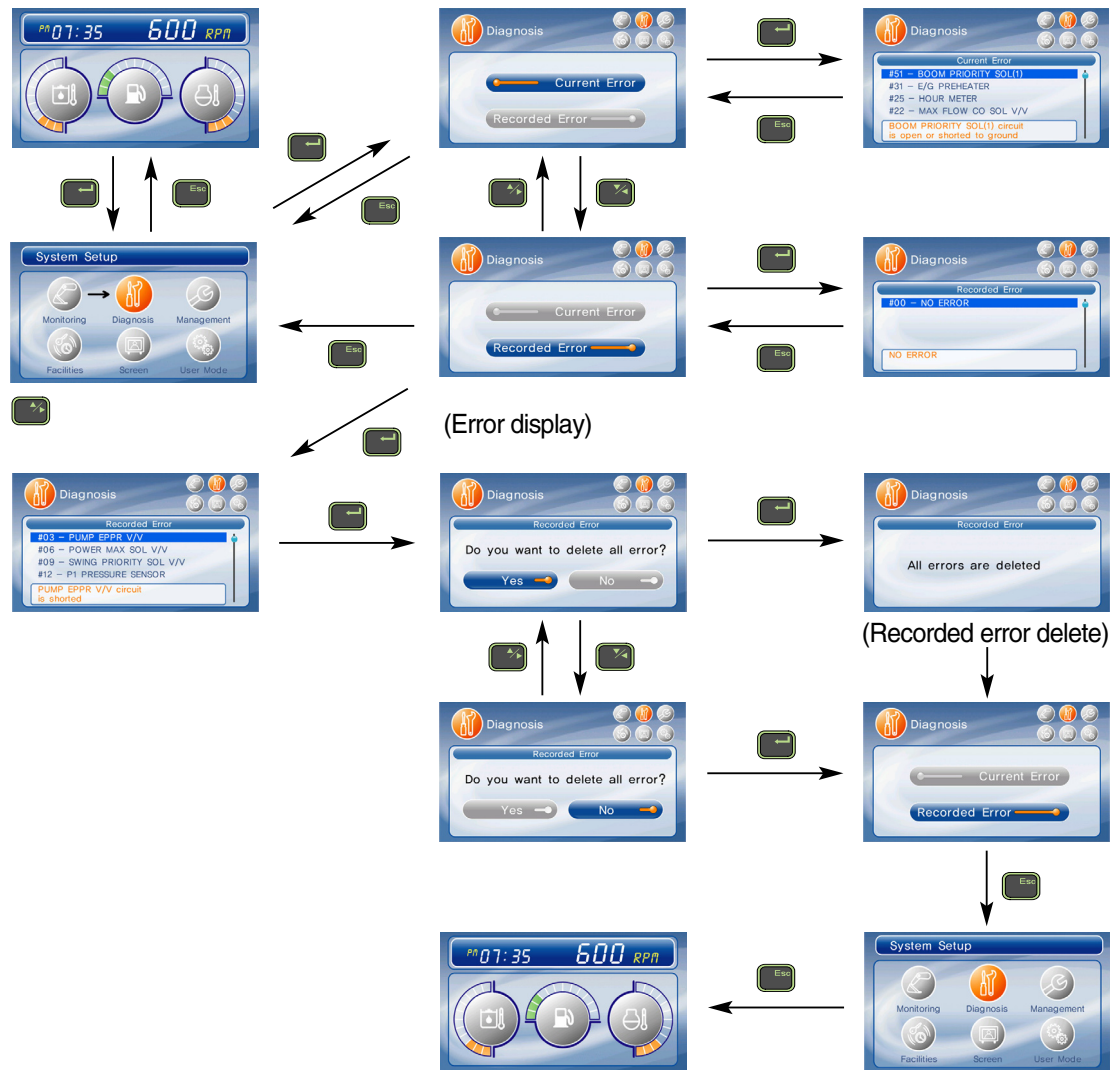 PM 07:35 600 RPM
Diagnosis
Current Error
Recorded Error
Diagnosis
Current Error
#51 – BOOM PRIORITY SOL(1)
#31 – E/G PREHEATER
#25 – HOUR METER
#22 – MAX FLOW CO SOL V/V
BOOM PRIORITY SOL(1) circuit
is open or shorted to ground
Esc
Esc
Esc
System Setup
Monitoring Diagnosis Management
Facilities Screen User Mode
Diagnosis
Current Error
Recorded Error
Diagnosis
Recorded Error
#00 – NO ERROR
NO ERROR
Esc
Esc
(Error display)
Diagnosis
Recorded Error
#03 – PUMP EPPR V/V
#06 – POWER MAX SOL V/V
#09 – SWING PRIORITY SOL V/V
#12 – P1 PRESSURE SENSOR
PUMP EPPR V/V circuit
is shorted
Diagnosis
Recorded Error
Do you want to delete all error?
Yes No
Diagnosis
Recorded Error
All errors are deleted
(Recorded error delete)
Diagnosis
Recorded Error
Do you want to delete all error?
Yes No
Diagnosis
Current Error
Recorded Error
Esc
PM 07:35 600 RPM
Esc
System Setup
Monitoring Diagnosis Management
Facilities Screen User Mode